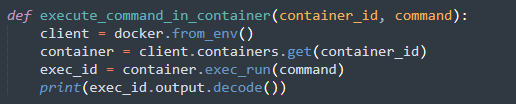 def execute_command_in_container(container_id, command):
    client = docker.from_env()
    container = client.containers.get(container_id)
    exec_id = container.exec_run(command)
    print(exec_id.output.decode())